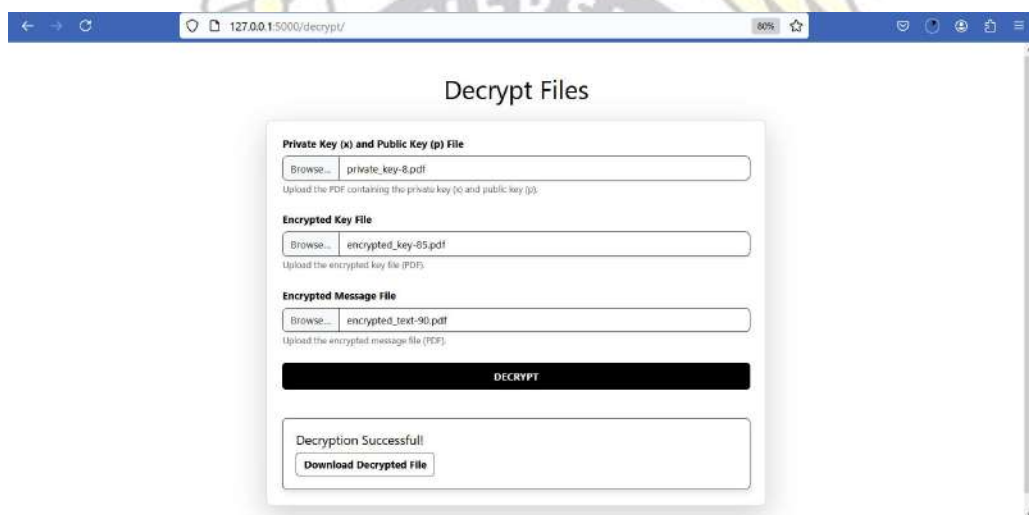 127.0.0.1:5000/decrypt/
80%
Decrypt Files
Private Key (x) and Public Key (p) File
Browse... private_key-8.pdf
Upload the PDF containing the private key (x) and public key (p).
Encrypted Key File
Browse... encrypted_key-85.pdf
Upload the encrypted key file (PDF).
Encrypted Message File
Browse... encrypted_text-90.pdf
Upload the encrypted message file (PDF).
DECRYPT
Decryption Successful!
Download Decrypted File